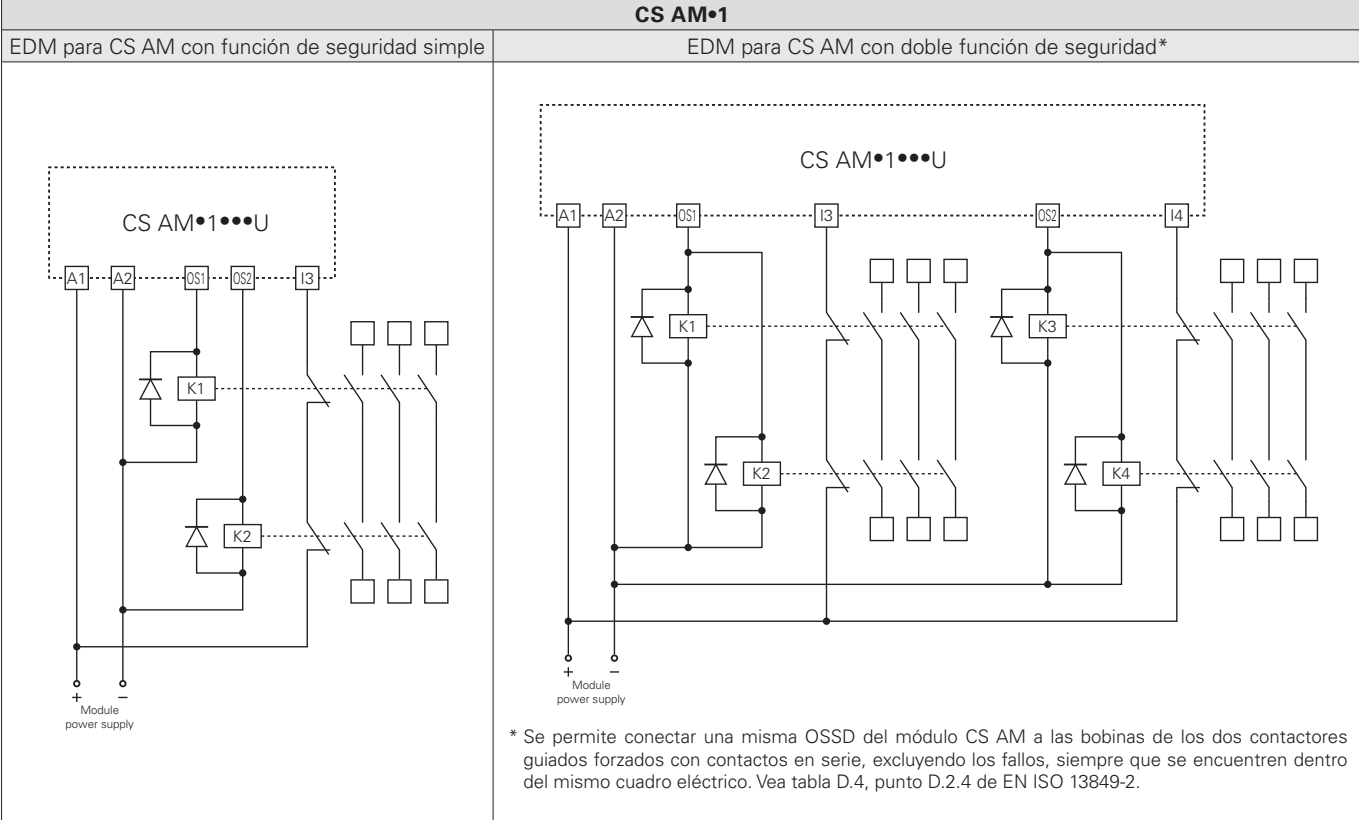 CS AM•1
EDM para CS AM con función de seguridad simple
EDM para CS AM con doble función de seguridad*
CS AM•1•••U
A1 A2 OS1 OS2 I3
K1
K2
+ –
Module
power supply
CS AM•1•••U
A1 A2 OS1 I3 OS2 I4
K1 K3
K2 K4
+ –
Module
power supply
* Se permite conectar una misma OSSD del módulo CS AM a las bobinas de los dos contactores
guiados forzados con contactos en serie, excluyendo los fallos, siempre que se encuentren dentro
del mismo cuadro eléctrico. Vea tabla D.4, punto D.2.4 de EN ISO 13849-2.